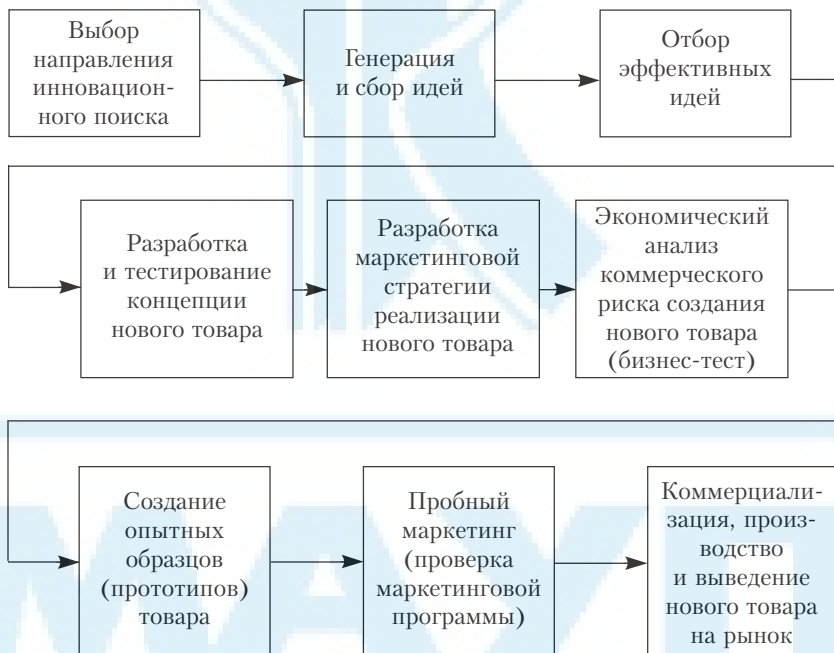 Выбор
направления
инновацион-
ного поиска
Генерация
и сбор идей
Отбор
эффективных
идей
Разработка
и тестирование
концепции
нового товара
Разработка
маркетинговой
стратегии
реализации
нового товара
Экономический
анализ
коммерческого
риска создания
нового товара
(бизнес-тест)
Создание
опытных
образцов
(прототипов)
товара
Пробный
маркетинг
(проверка
маркетинговой
программы)
Коммерциали-
зация, произ-
водство
и выведение
нового товара
на рынок